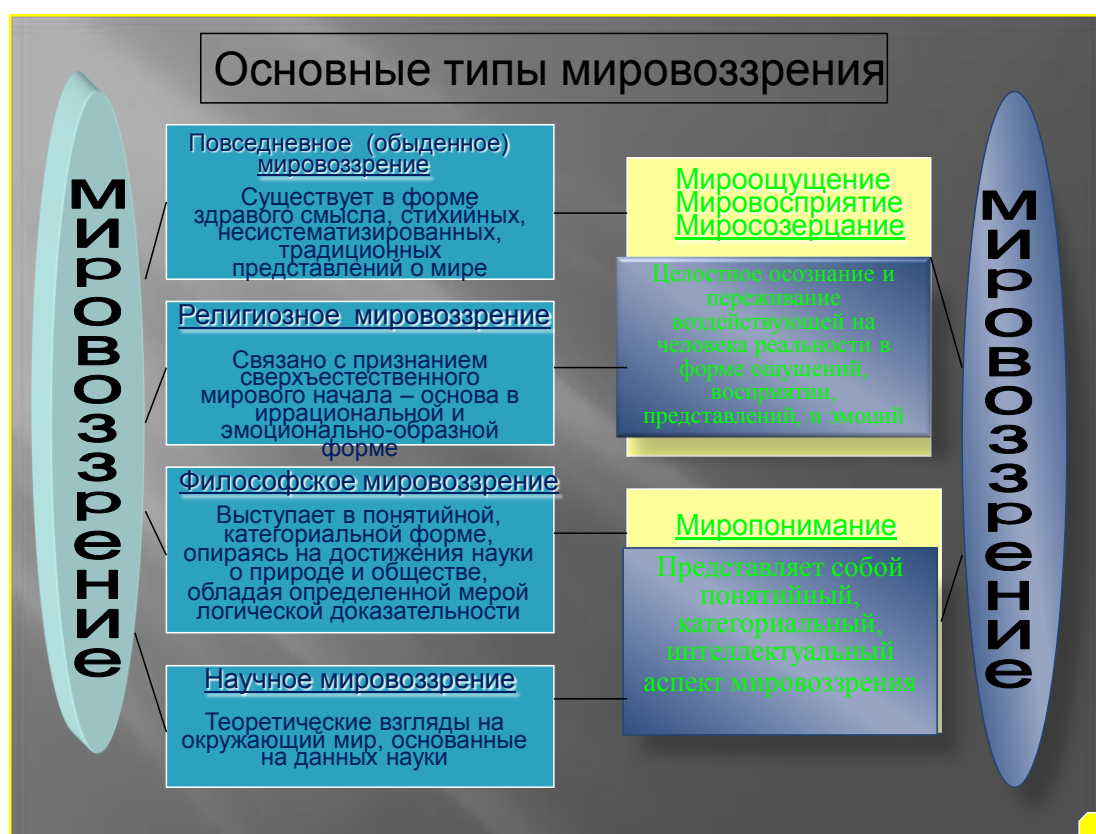 Основные типы мировоззрения
Мировоззрение
Повседневное (обыденное)
мировоззрение
Существует в форме
здравого смысла, стихийных,
несистематизированных,
традиционных
представлений о мире
Религиозное мировоззрение
Связано с признанием
сверхъестественного
мирового начала – основа в
иррациональной и
эмоционально-образной
форме
Философское мировоззрение
Выступает в понятийной,
категориальной форме,
опираясь на достижения науки
о природе и обществе,
обладая определенной мерой
логической доказательности
Научное мировоззрение
Теоретические взгляды на
окружающий мир, основанные
на данных науки
Мироощущение
Мировосприятие
Миросозерцание
Целостное осознание и
переживание
воздействующей на
человека реальности в
форме ощущений,
восприятии,
представлений, и эмоций
Миропонимание
Представляет собой
понятийный,
категориальный,
интеллектуальный
аспект мировоззрения
Мировоззрение